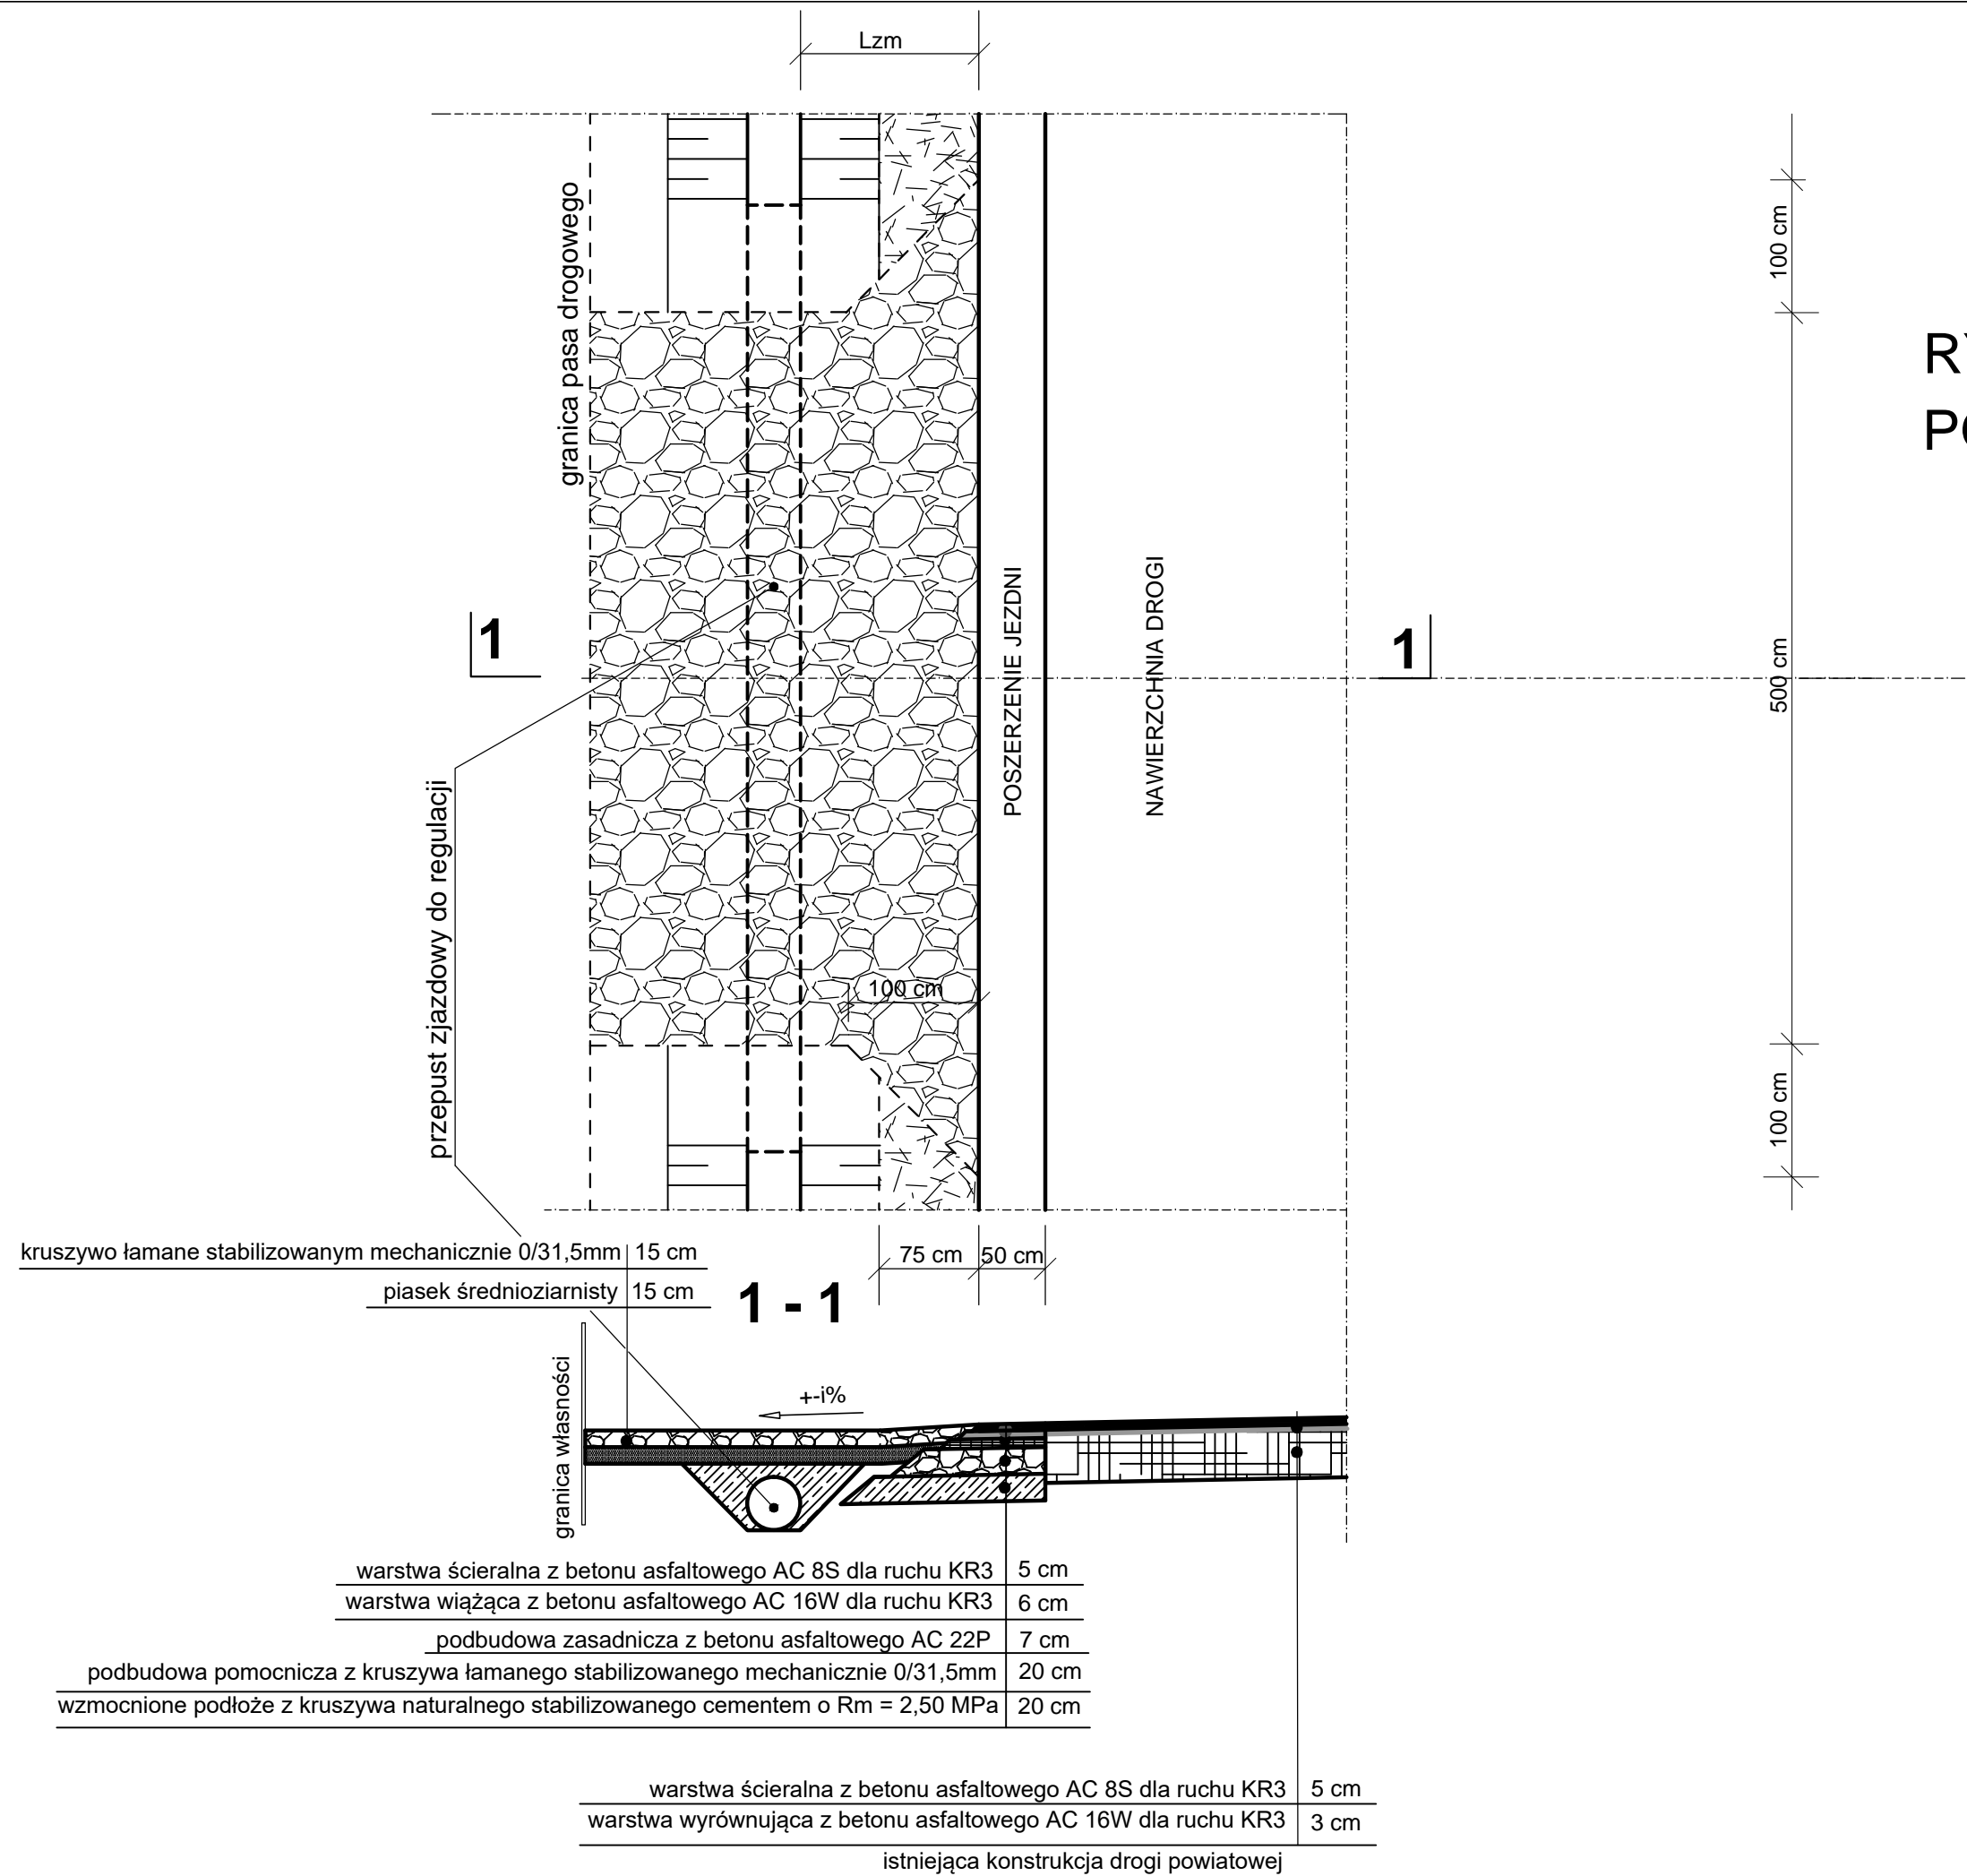 Lzm
granica pasa drogowego
100 cm
RY
PO
1
1
POSZERZENIE JEZDNI
NAWIERZCHNIA DROGI
500 cm
przepust zjazdowy do regulacji
100 cm
100 cm
kruszywo łamane stabilizowanym mechanicznie 0/31,5mm 15 cm
piasek średnioziarnisty 15 cm
75 cm 50 cm
1 - 1
granica własności
+-i%
warstwa ścieralna z betonu asfaltowego AC 8S dla ruchu KR3 5 cm
warstwa wiążąca z betonu asfaltowego AC 16W dla ruchu KR3 6 cm
podbudowa zasadnicza z betonu asfaltowego AC 22P 7 cm
podbudowa pomocnicza z kruszywa łamanego stabilizowanego mechanicznie 0/31,5mm 20 cm
wzmocnione podłoże z kruszywa naturalnego stabilizowanego cementem o Rm = 2,50 MPa 20 cm
warstwa ścieralna z betonu asfaltowego AC 8S dla ruchu KR3 5 cm
warstwa wyrównująca z betonu asfaltowego AC 16W dla ruchu KR3 3 cm
istniejąca konstrukcja drogi powiatowej